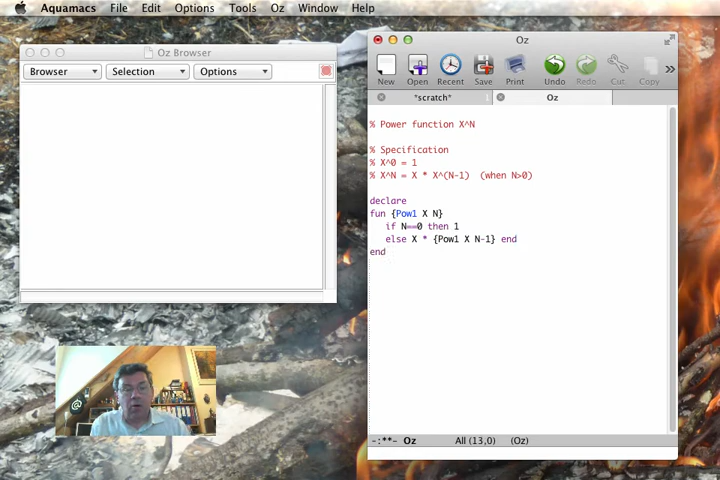 Aquamacs File Edit Options Tools Oz Window Help
Oz Browser
Browser Selection Options
Oz
New Open Recent Save Print Undo Redo Cut Copy »
*scratch* Oz
% Power function X^N
% Specification
% X^0 = 1
% X^N = X * X^(N-1) (when N>0)
declare
fun {Pow1 X N}
if N==0 then 1
else X * {Pow1 X N-1} end
end
-:**- Oz All (13,0) (Oz)